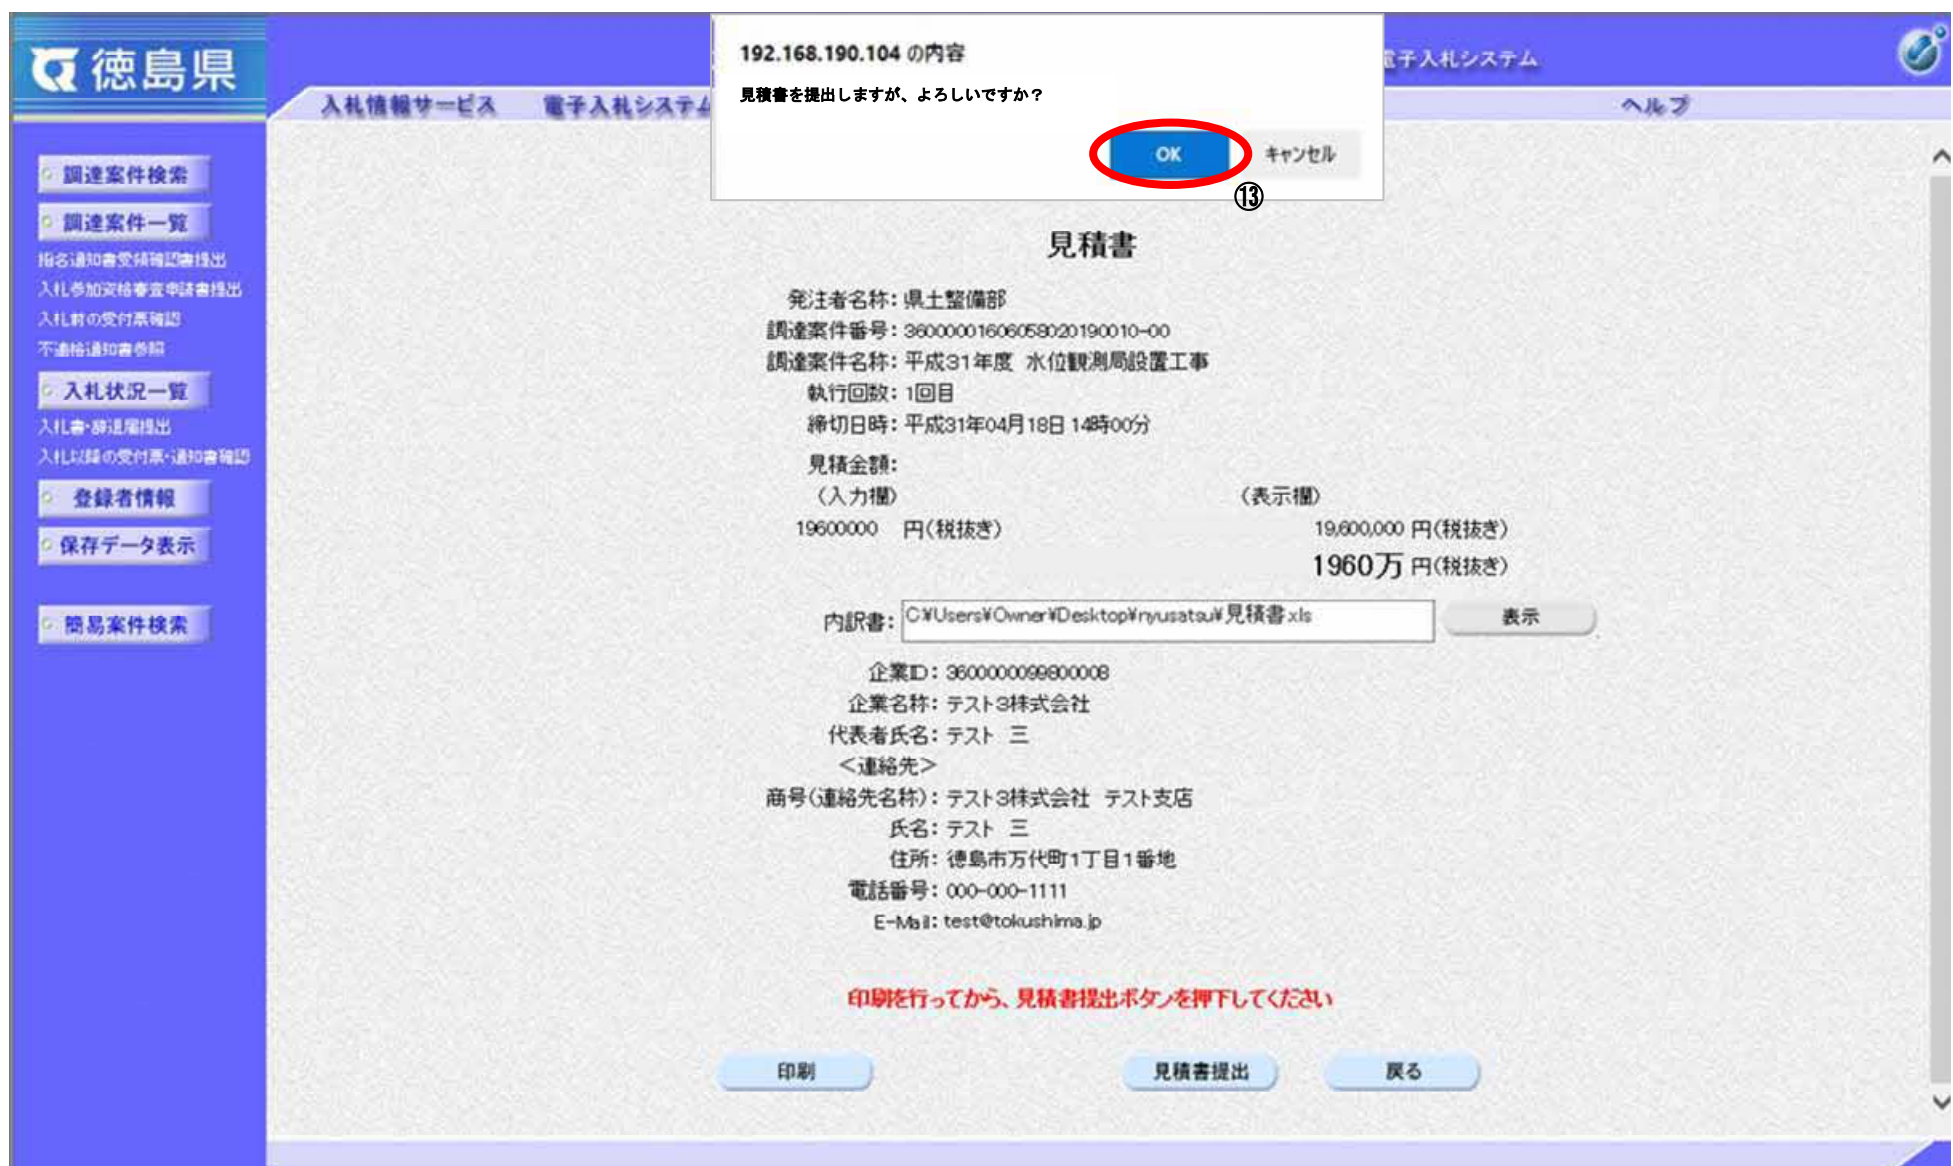 徳島県
192.168.190.104 の内容
見積書を提出しますが、よろしいですか？
OK
キャンセル
⑬
電子入札システム
入札情報サービス
電子入札システム
ヘルプ
調達案件検索
調達案件一覧
指名通知書受領確認書提出
入札参加資格審査申請書提出
入札前の受付票確認
不適格通知書参照
入札状況一覧
入札書・辞退届提出
入札以降の受付票・通知書確認
登録者情報
保存データ表示
簡易案件検索
見積書
発注者名称：県土整備部
調達案件番号：36000001606058020190010-00
調達案件名称：平成31年度 水位観測局設置工事
執行回数：1回目
締切日時：平成31年04月18日 14時00分
見積金額：
（入力欄）
（表示欄）
19600000 円(税抜き)
19,600,000 円(税抜き)
1960万 円(税抜き)
内訳書：C:¥Users¥Owner¥Desktop¥nyusatsu¥見積書.xls
表示
企業ID：3600000099800008
企業名称：テスト3株式会社
代表者氏名：テスト 三
＜連絡先＞
商号(連絡先名称)：テスト3株式会社 テスト支店
氏名：テスト 三
住所：徳島市万代町1丁目1番地
電話番号：000-000-1111
E-Mail：test@tokushima.jp
印刷を行ってから、見積書提出ボタンを押下してください
印刷
見積書提出
戻る